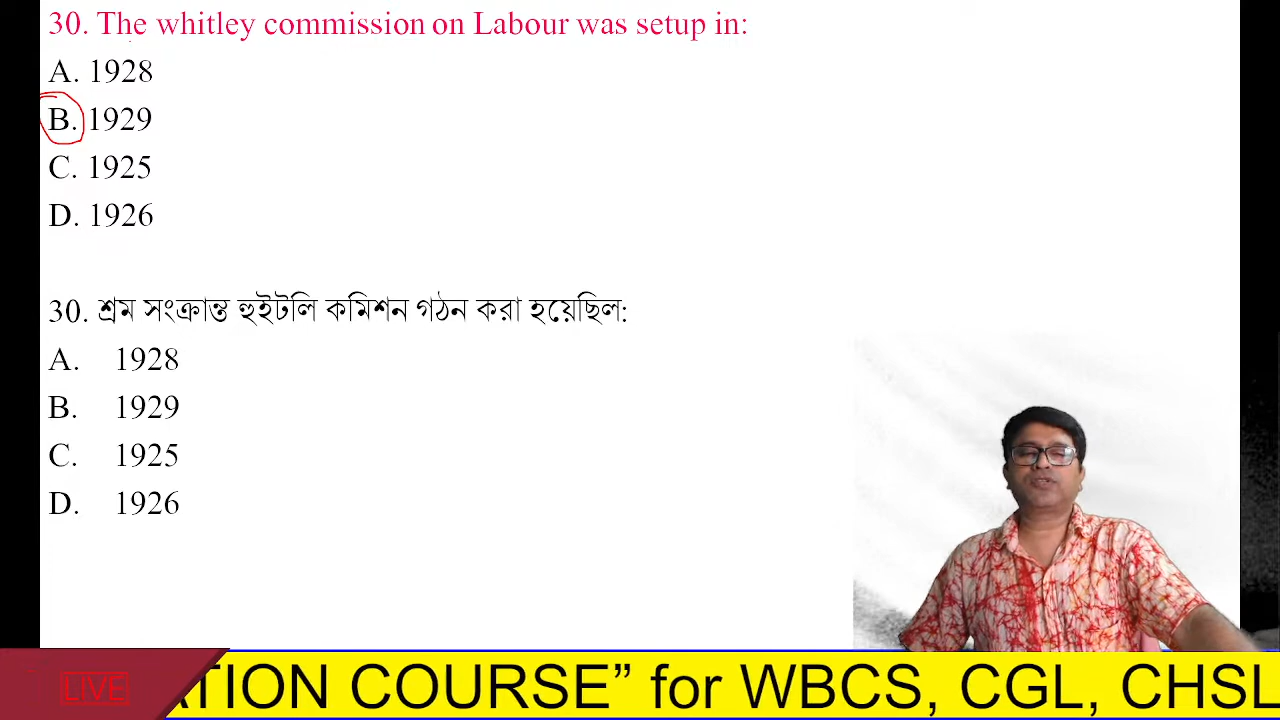 30. The whitley commission on Labour was setup in:
A. 1928
B. 1929
C. 1925
D. 1926
30. শ্রম সংক্রান্ত হুইটলি কমিশন গঠন করা হয়েছিল:
A. 1928
B. 1929
C. 1925
D. 1926
LIVE
ATION COURSE” for WBCS, CGL, CHSL